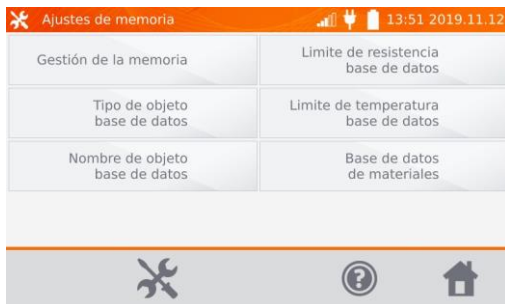 Ajustes de memoria
13:51 2019.11.12
Gestión de la memoria
Limite de resistencia
base de datos
Tipo de objeto
base de datos
Limite de temperatura
base de datos
Nombre de objeto
base de datos
Base de datos
de materiales